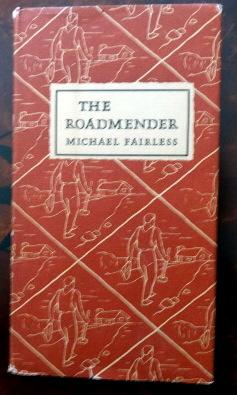 THE
ROADMENDER
MICHAEL FAIRLESS